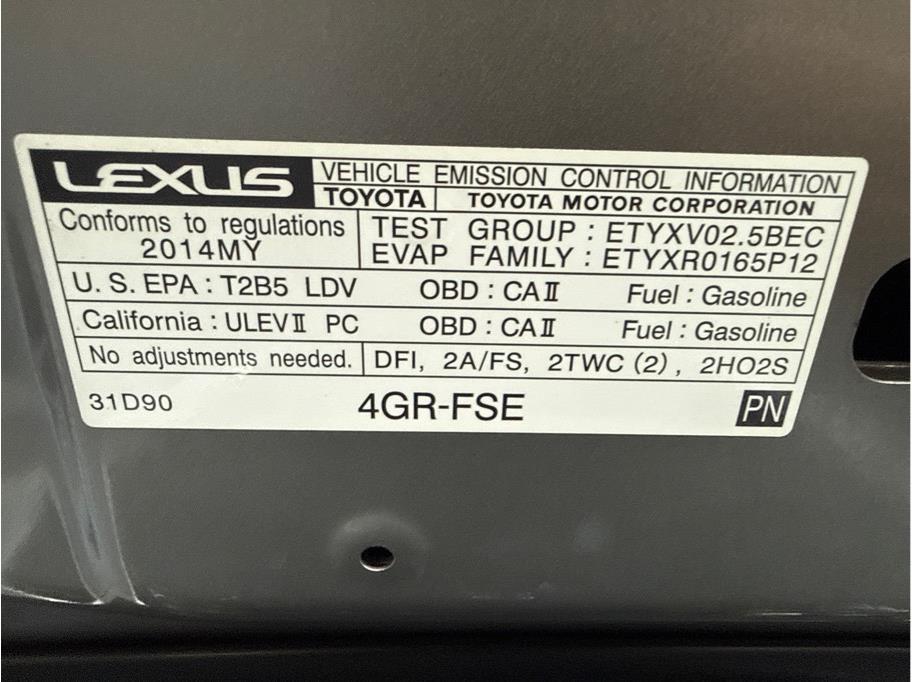 LEXUS
VEHICLE EMISSION CONTROL INFORMATION
TOYOTA TOYOTA MOTOR CORPORATION
Conforms to regulations
2014MY
TEST GROUP : ETYXV02.5BEC
EVAP FAMILY : ETYXR0165P12
U. S. EPA : T2B5 LDV OBD : CAII Fuel : Gasoline
California : ULEVII PC OBD : CAII Fuel : Gasoline
No adjustments needed. DFI, 2A/FS, 2TWC (2) , 2HO2S
31D90 4GR-FSE PN